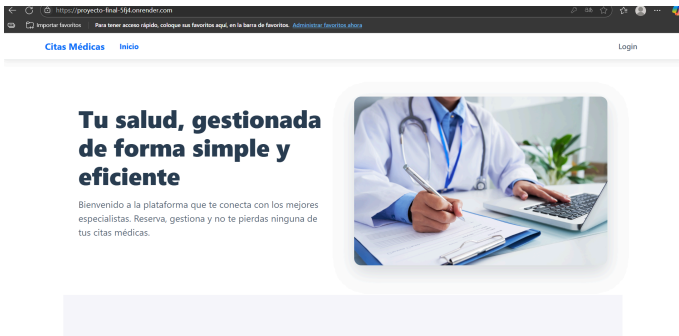 https://proyecto-final-5fj4.onrender.com
Importar favoritos | Para tener acceso rápido, coloque sus favoritos aquí, en la barra de favoritos. Administrar favoritos ahora
Citas Médicas Inicio Login
Tu salud, gestionada
de forma simple y
eficiente
Bienvenido a la plataforma que te conecta con los mejores
especialistas. Reserva, gestiona y no te pierdas ninguna de
tus citas médicas.